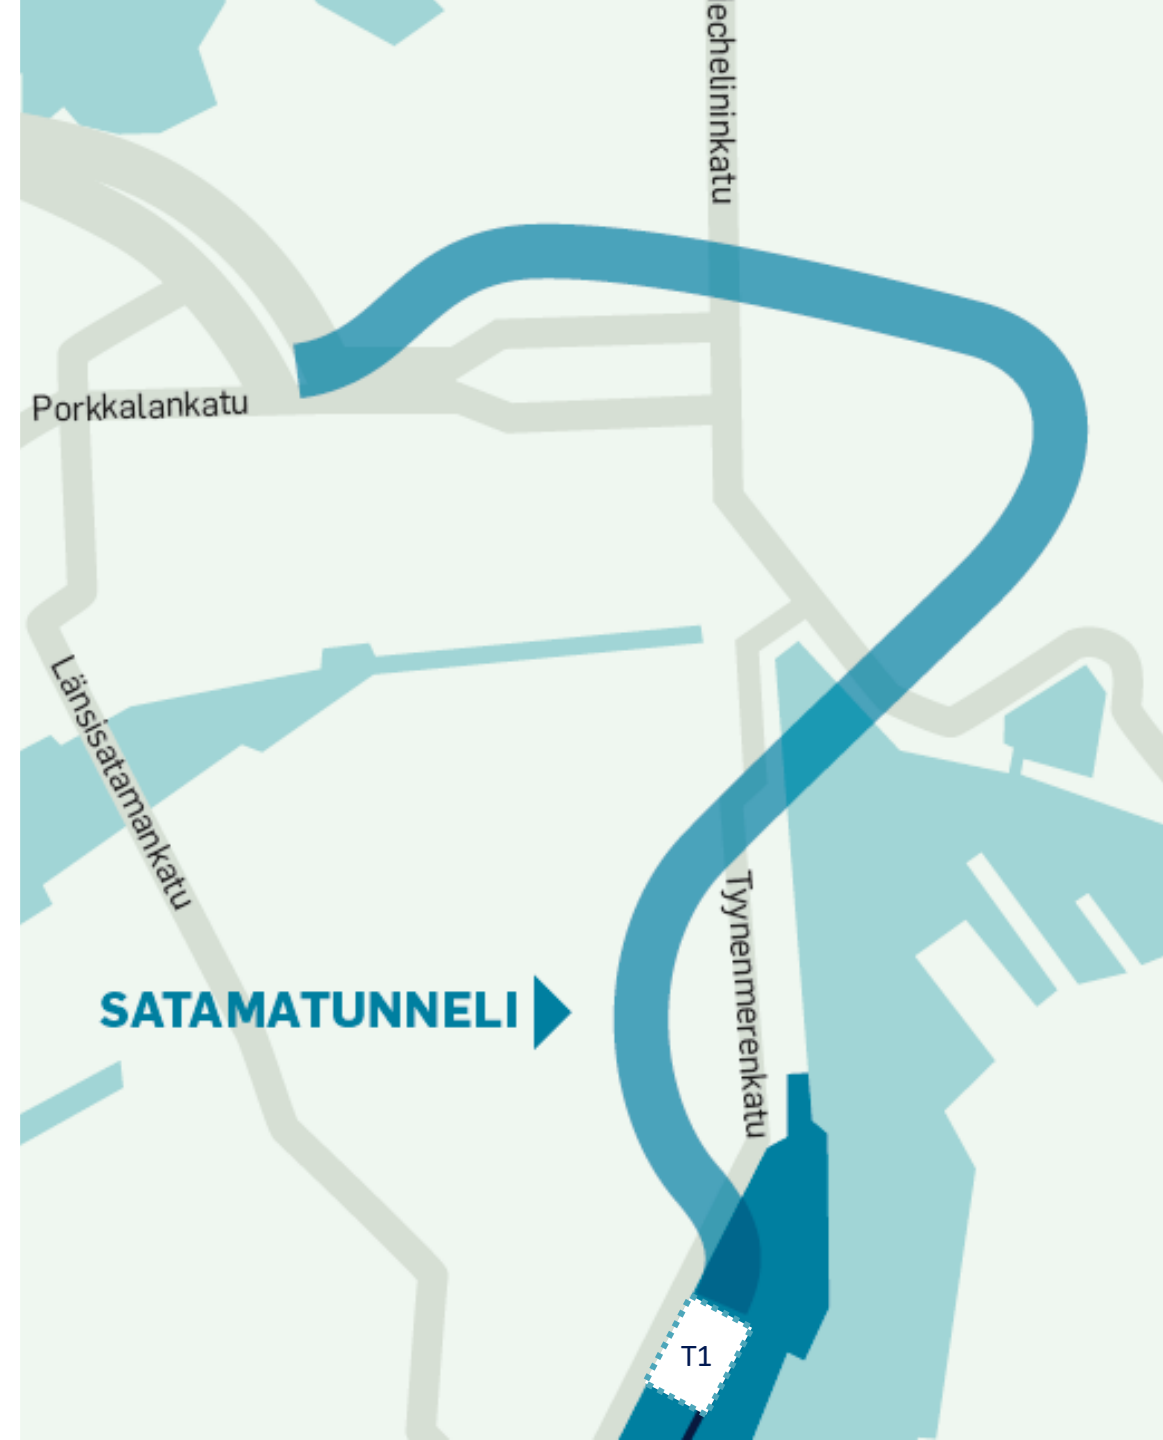 echelininkatu
Porkkalankatu
Länsisatamankatu
SATAMATUNNELI
Tyynenmerenkatu
T1